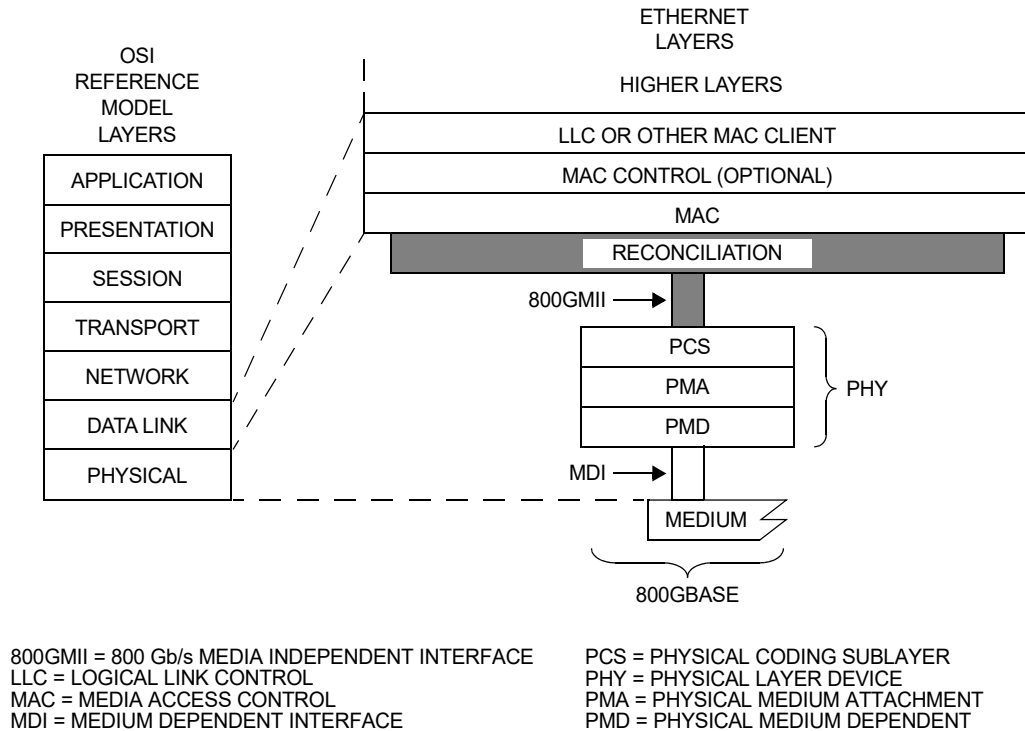 OSI
REFERENCE
MODEL
LAYERS
APPLICATION
PRESENTATION
SESSION
TRANSPORT
NETWORK
DATA LINK
PHYSICAL
ETHERNET
LAYERS
HIGHER LAYERS
LLC OR OTHER MAC CLIENT
MAC CONTROL (OPTIONAL)
MAC
RECONCILIATION
800GMII
PCS
PMA
PMD
PHY
MDI
MEDIUM
800GBASE
800GMII = 800 Gb/s MEDIA INDEPENDENT INTERFACE
LLC = LOGICAL LINK CONTROL
MAC = MEDIA ACCESS CONTROL
MDI = MEDIUM DEPENDENT INTERFACE
PCS = PHYSICAL CODING SUBLAYER
PHY = PHYSICAL LAYER DEVICE
PMA = PHYSICAL MEDIUM ATTACHMENT
PMD = PHYSICAL MEDIUM DEPENDENT